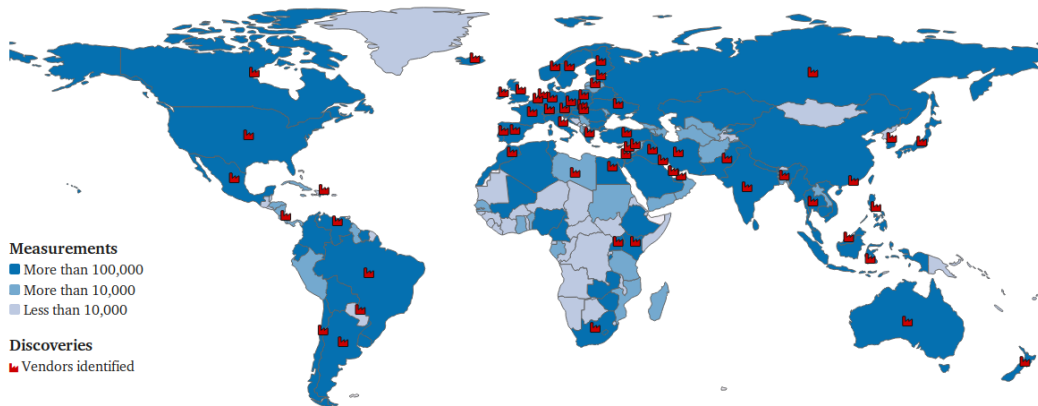 Measurements
More than 100,000
More than 10,000
Less than 10,000
Discoveries
Vendors identified